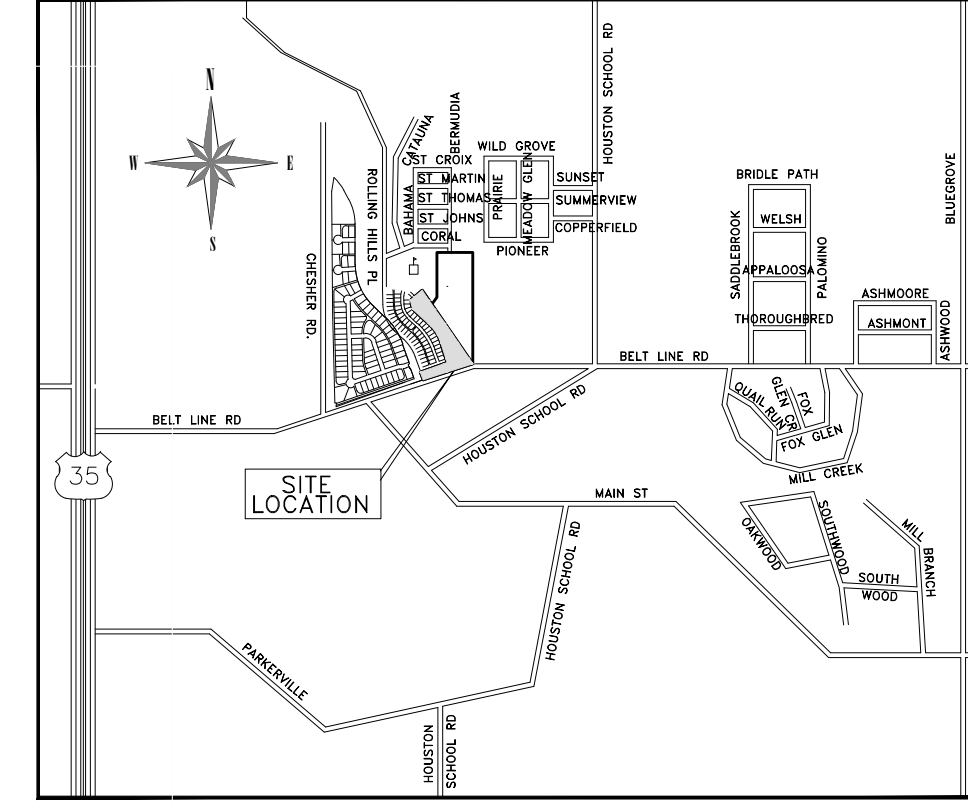 N
W
E
S
CATAUNA
BERMUDIA
HOUSTON SCHOOL RD
WILD GROVE
ST CROIX
ST MARTIN
ST THOMAS
ST JOHNS
CORAL
BAHAMA
ROLLING HILLS PL
PRAIRIE
MEADOW GLEN
SUNSET
SUMMERVIEW
COPPERFIELD
PIONEER
BRIDLE PATH
WELSH
APPALOOSA
THOROUGHBRED
SADDLEBROOK
PALOMINO
BLUEGROVE
ASHMOORE
ASHMONT
ASHWOOD
CHESHER RD.
BELT LINE RD
BELT LINE RD
HOUSTON SCHOOL RD
QUAIL RUN
GLEN CR
FOX
FOX GLEN
MILL CREEK
35
SITE
LOCATION
MAIN ST
HOUSTON SCHOOL RD
OAKWOOD
SOUTHWOOD
MILL
BRANCH
SOUTH
WOOD
PARKERVILLE
HOUSTON
SCHOOL RD